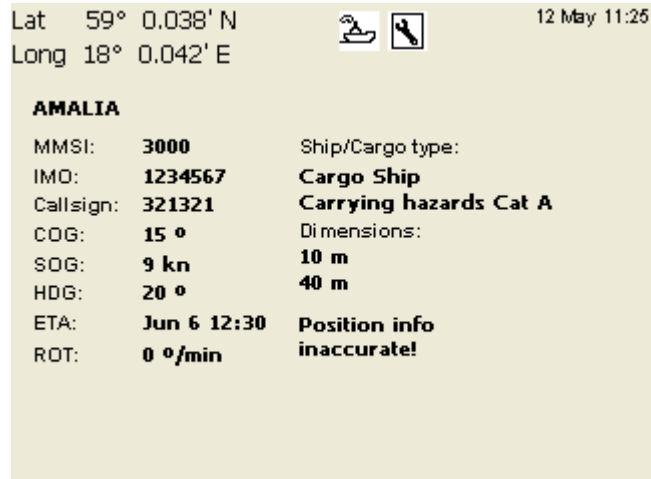 Lat 59° 0.038' N
12 May 11:25
Long 18° 0.042' E
AMALIA
MMSI: 3000
IMO: 1234567
Callsign: 321321
COG: 15 º
SOG: 9 kn
HDG: 20 º
ETA: Jun 6 12:30
ROT: 0 º/min
Ship/Cargo type:
Cargo Ship
Carrying hazards Cat A
Dimensions:
10 m
40 m
Position info
inaccurate!